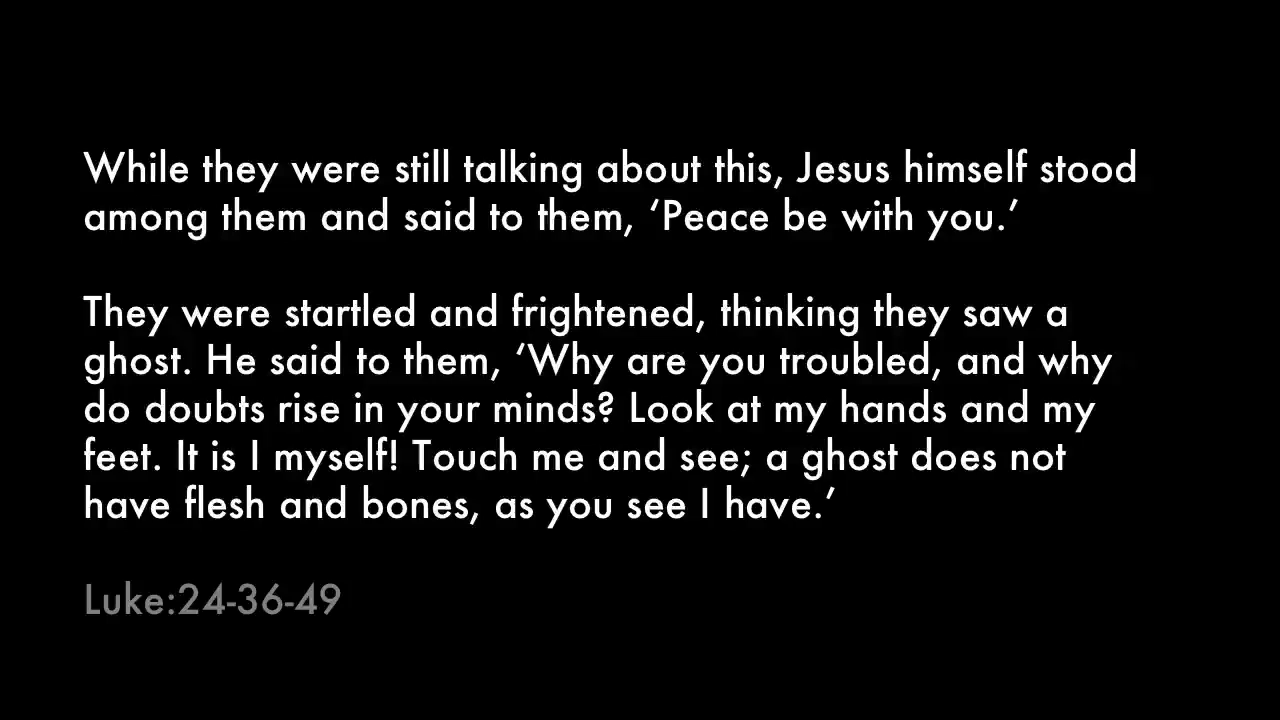 While they were still talking about this, Jesus himself stood
among them and said to them, ‘Peace be with you.’
They were startled and frightened, thinking they saw a
ghost. He said to them, ‘Why are you troubled, and why
do doubts rise in your minds? Look at my hands and my
feet. It is I myself! Touch me and see; a ghost does not
have flesh and bones, as you see I have.’
Luke:24-36-49